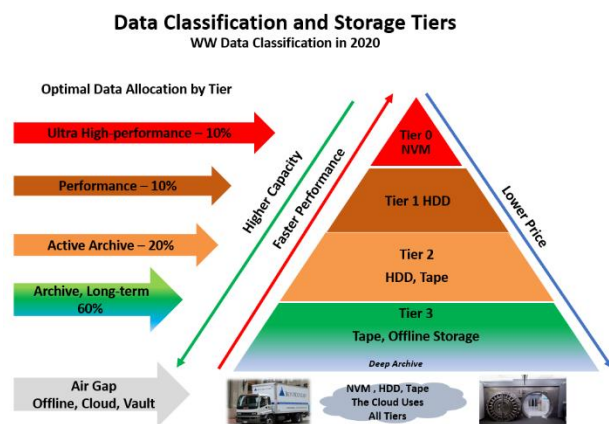 Data Classification and Storage Tiers
WW Data Classification in 2020
Optimal Data Allocation by Tier
Ultra High-performance – 10%
Performance – 10%
Active Archive – 20%
Archive, Long-term
60%
Air Gap
Offline, Cloud, Vault
Higher Capacity
Faster Performance
Lower Price
Tier 0
NVM
Tier 1 HDD
Tier 2
HDD, Tape
Tier 3
Tape, Offline Storage
Deep Archive
NVM , HDD, Tape
The Cloud Uses
All Tiers